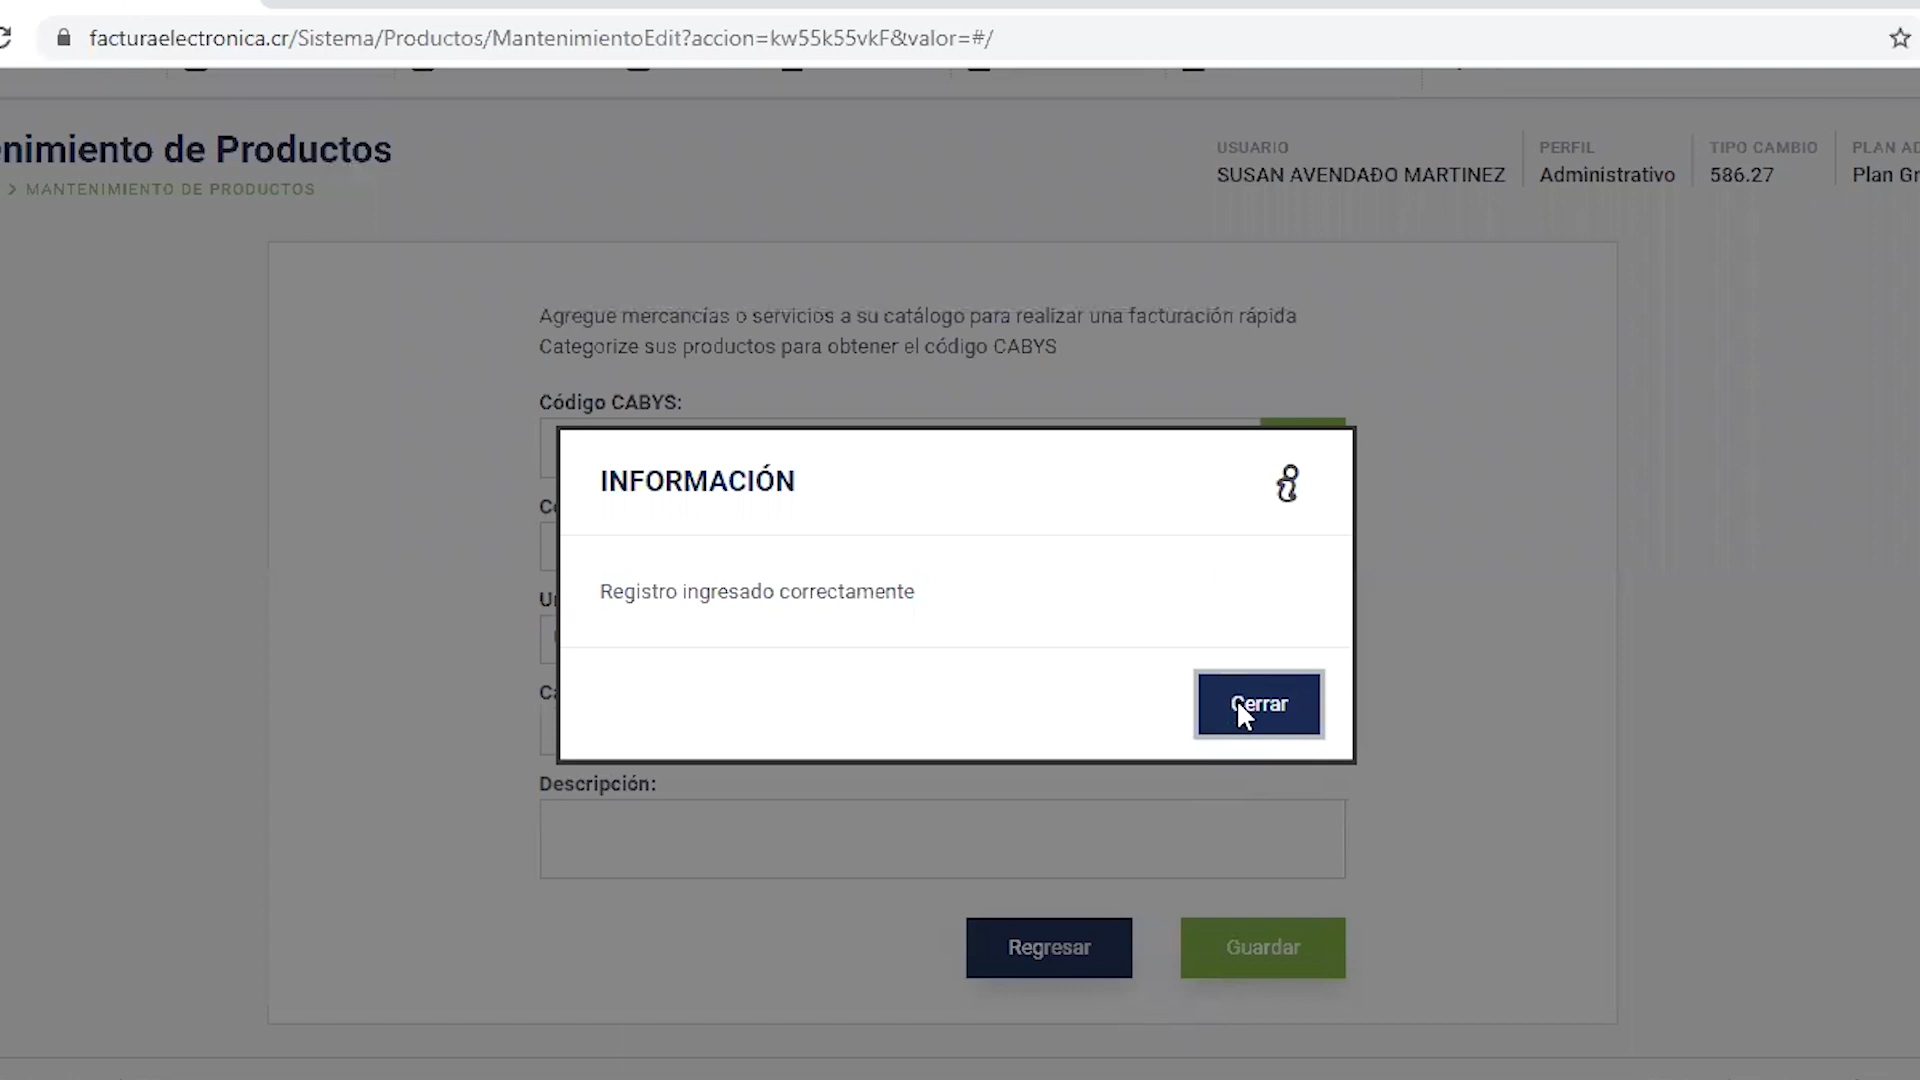 facturaelectronica.cr/Sistema/Productos/MantenimientoEdit?accion=kw55k55vkF&valor=#/
nimiento de Productos
> MANTENIMIENTO DE PRODUCTOS
USUARIO
SUSAN AVENDAÐO MARTINEZ
PERFIL
Administrativo
TIPO CAMBIO
586.27
PLAN AD
Plan Gr
Agregue mercancías o servicios a su catálogo para realizar una facturación rápida
Categorize sus productos para obtener el código CABYS
Código CABYS:
INFORMACIÓN
Registro ingresado correctamente
Cerrar
Descripción:
Regresar
Guardar